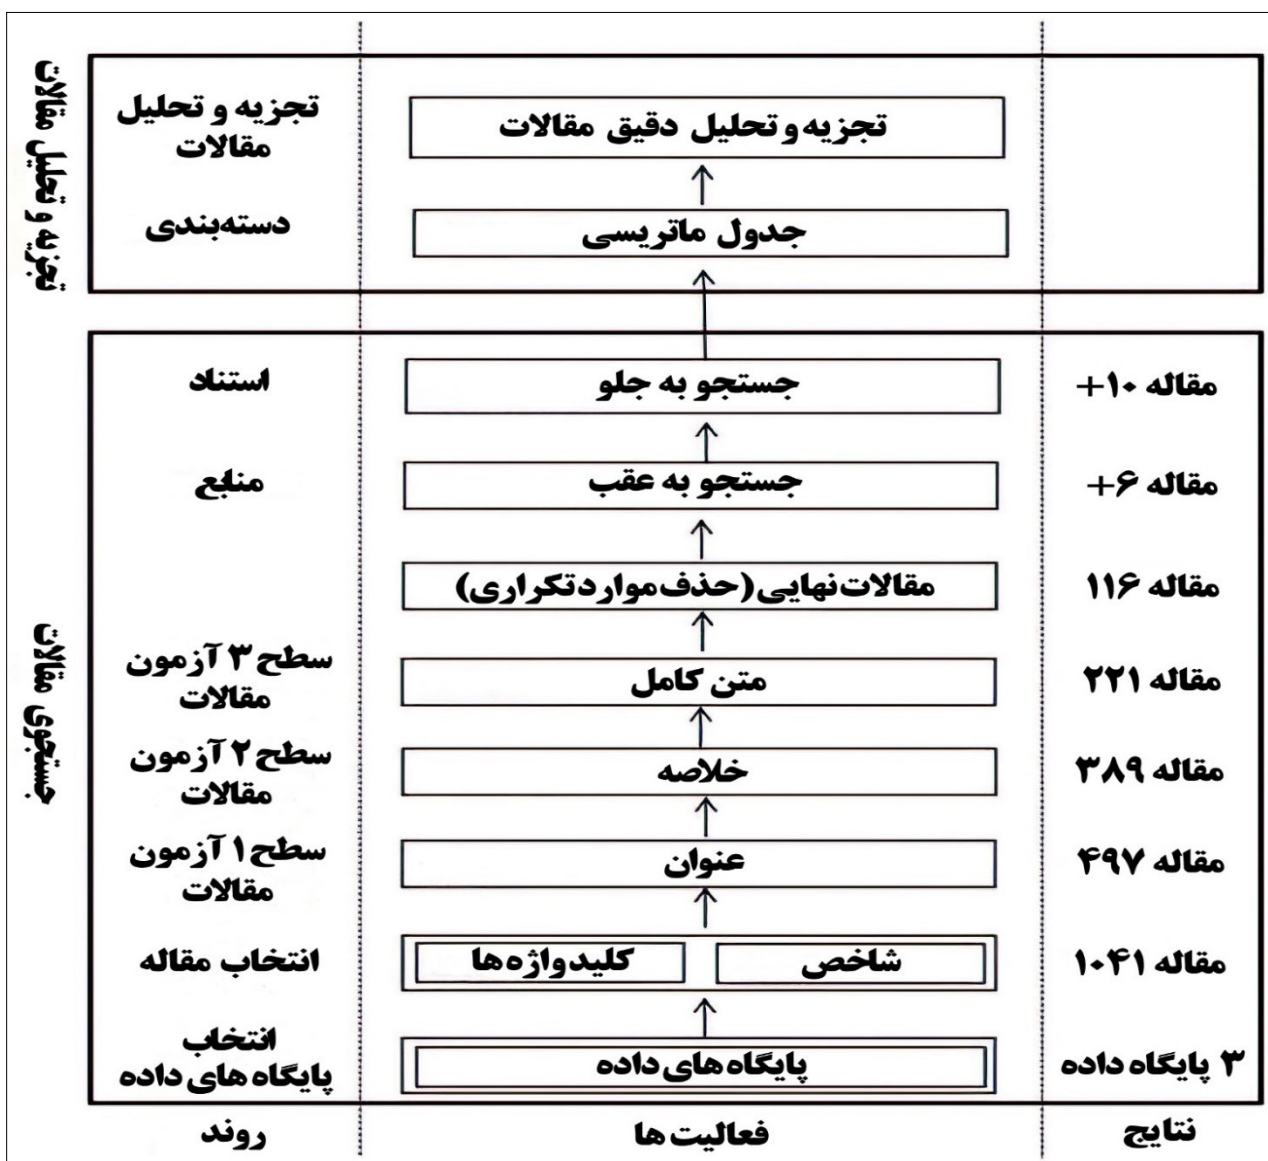 تجزیه و تحلیل مقالات
تجزیه و تحلیل دقیق مقالات
تجزیه و تحلیل
مقالات
جدول ماتریسی
دسته‌بندی
جستجوی مقالات
مقاله ۱۰+
جستجو به جلو
استناد
مقاله ۶+
جستجو به عقب
منابع
مقاله ۱۱۶
مقالات نهایی (حذف موارد تکراری)
مقاله ۲۲۱
متن کامل
سطح ۳ آزمون
مقالات
مقاله ۳۸۹
خلاصه
سطح ۲ آزمون
مقالات
مقاله ۴۹۷
عنوان
سطح ۱ آزمون
مقالات
مقاله ۱۰۴۱
شاخص
کلیدواژه‌ها
انتخاب مقاله
۳ پایگاه داده
پایگاه‌های داده
انتخاب
پایگاه های داده
نتایج
فعالیت ها
روند